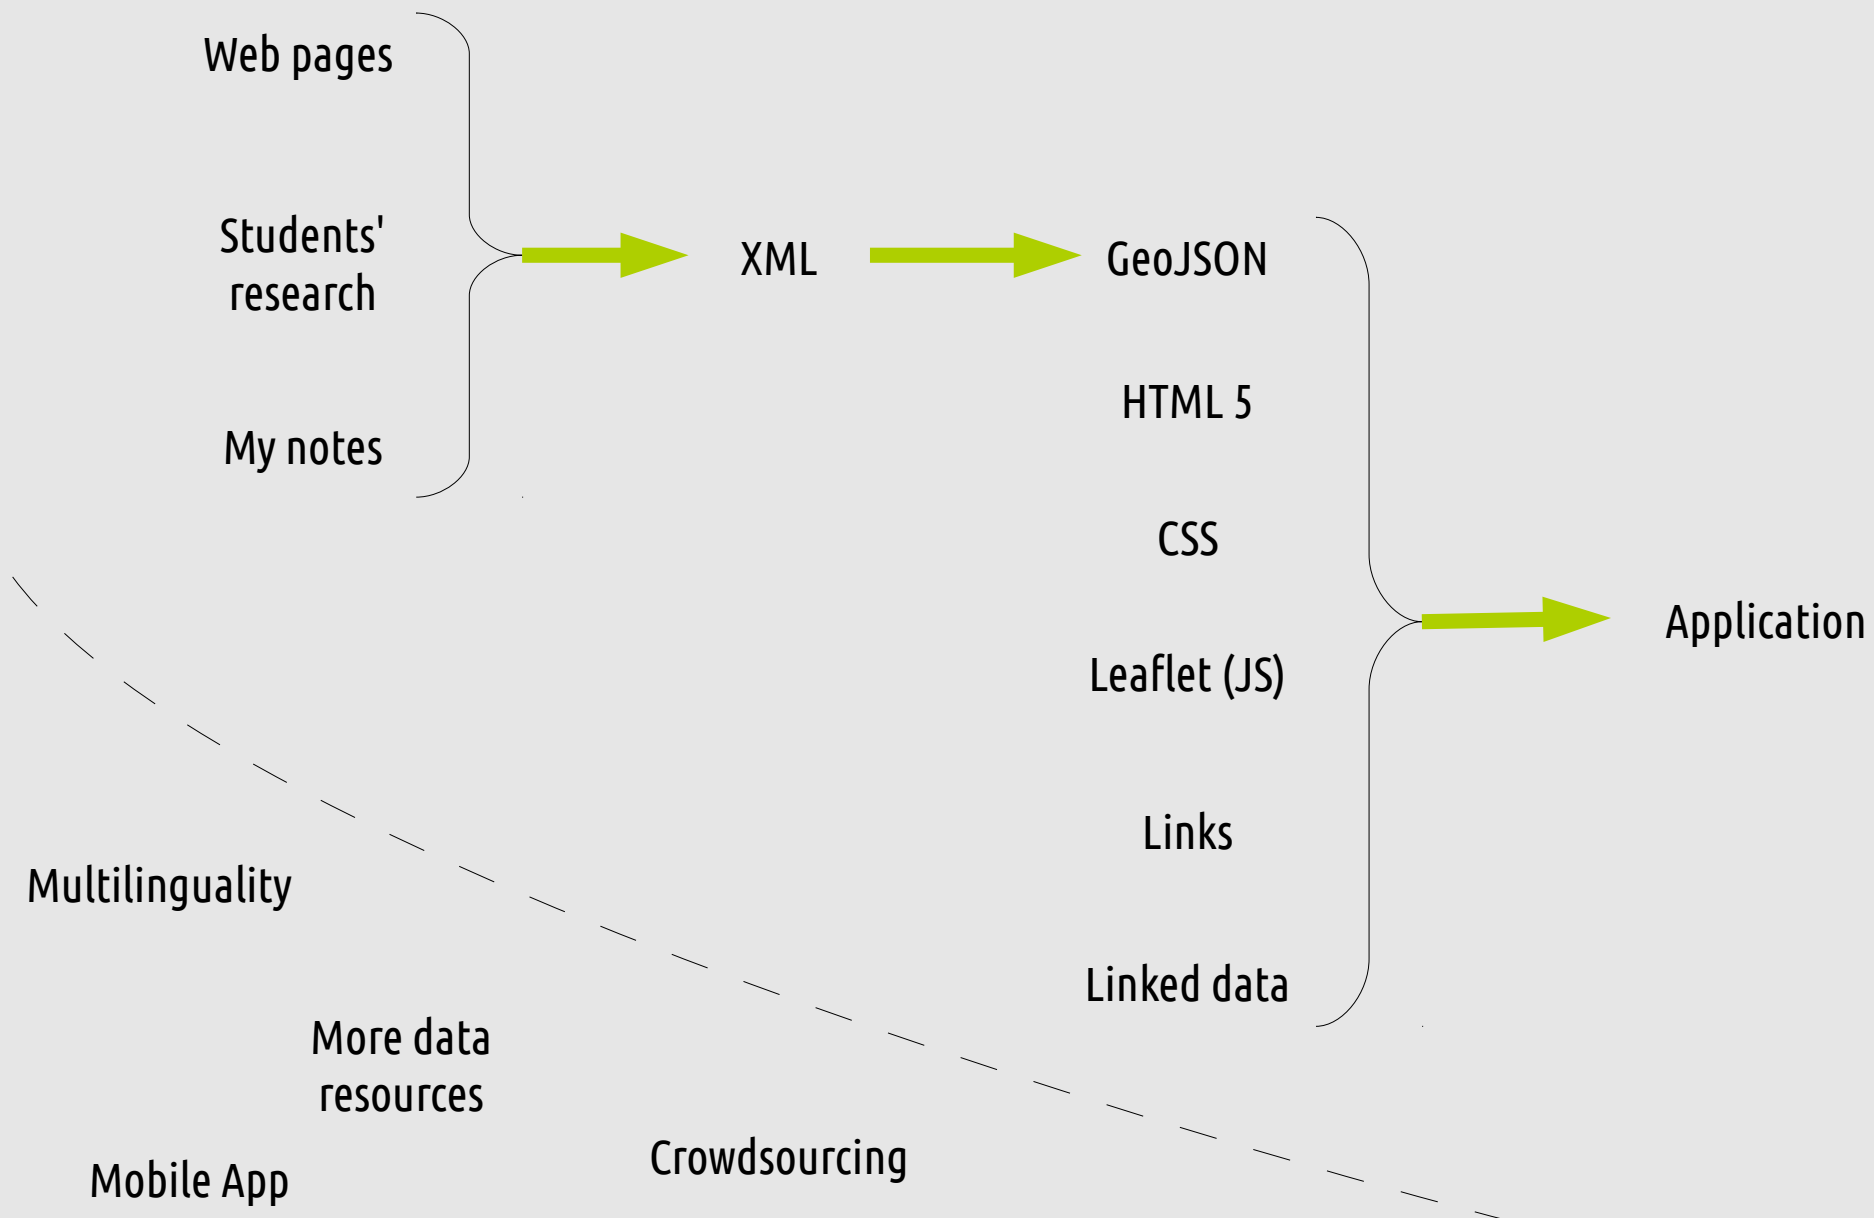 Web pages
Students'
research
My notes
XML
GeoJSON
HTML 5
CSS
Leaflet (JS)
Links
Linked data
Application
Multilinguality
More data
resources
Mobile App
Crowdsourcing